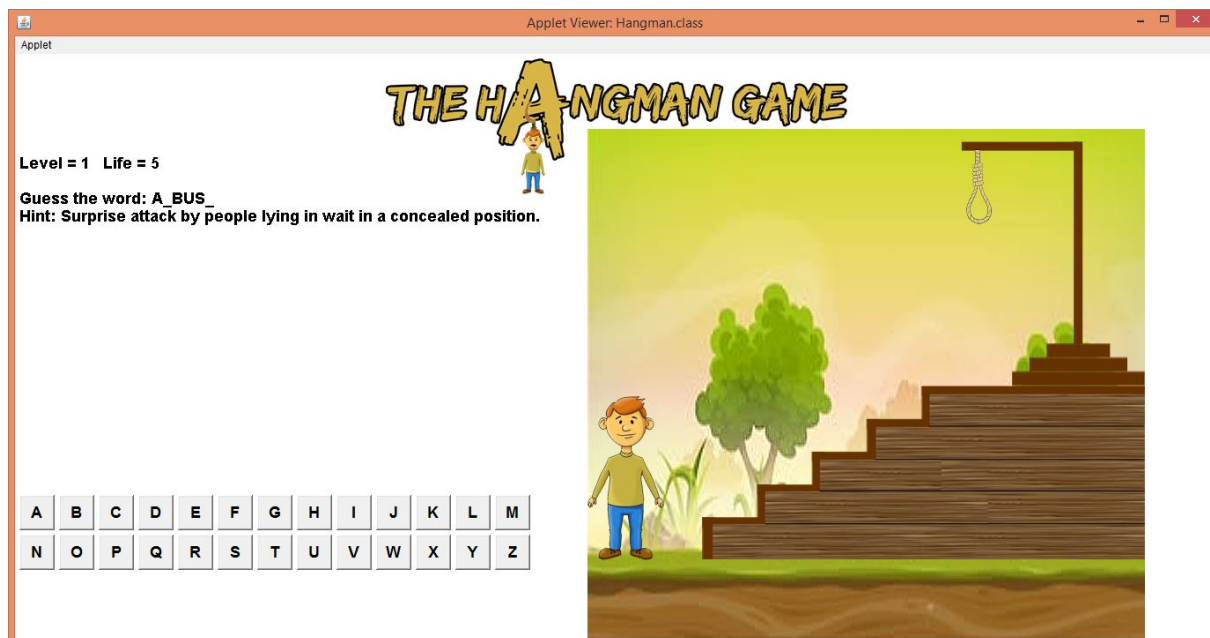 Applet Viewer: Hangman.class
Applet
THE HANGMAN GAME
Level = 1 Life = 5
Guess the word: A_BUS_
Hint: Surprise attack by people lying in wait in a concealed position.
A B C D E F G H I J K L M
N O P Q R S T U V W X Y Z